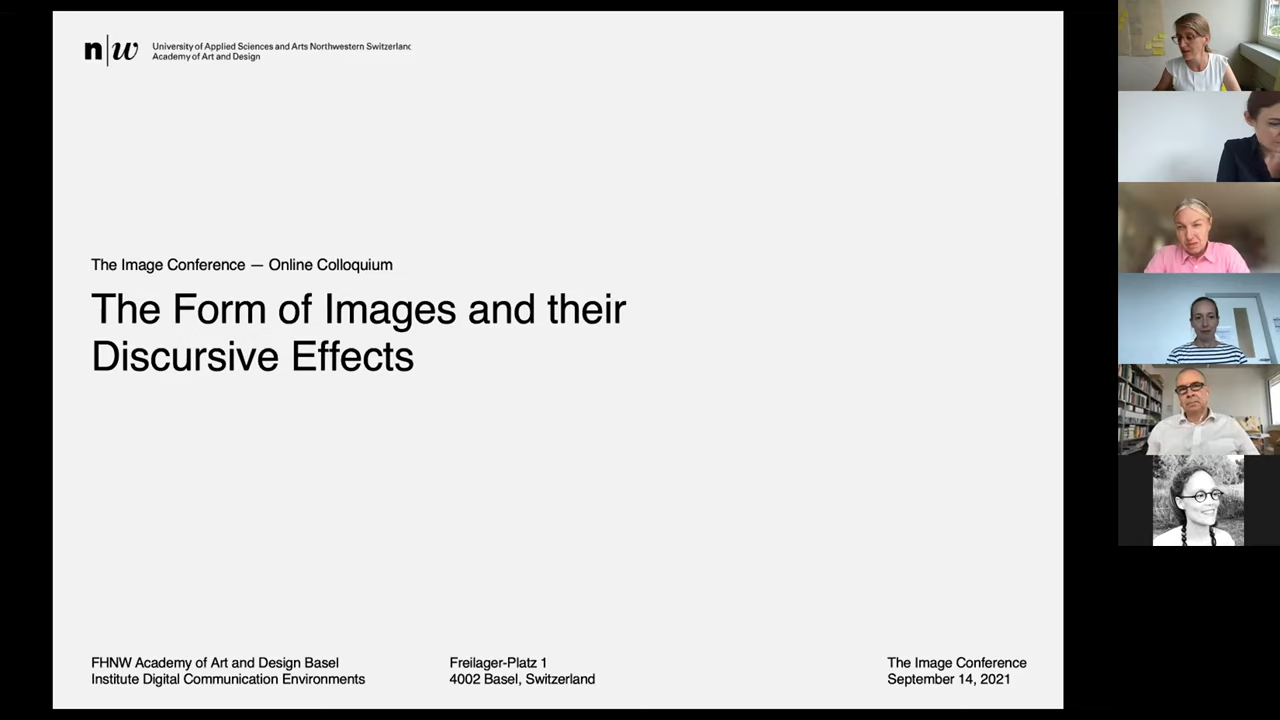 n|w
University of Applied Sciences and Arts Northwestern Switzerland
Academy of Art and Design
The Image Conference — Online Colloquium
The Form of Images and their
Discursive Effects
FHNW Academy of Art and Design Basel
Institute Digital Communication Environments
Freilager-Platz 1
4002 Basel, Switzerland
The Image Conference
September 14, 2021